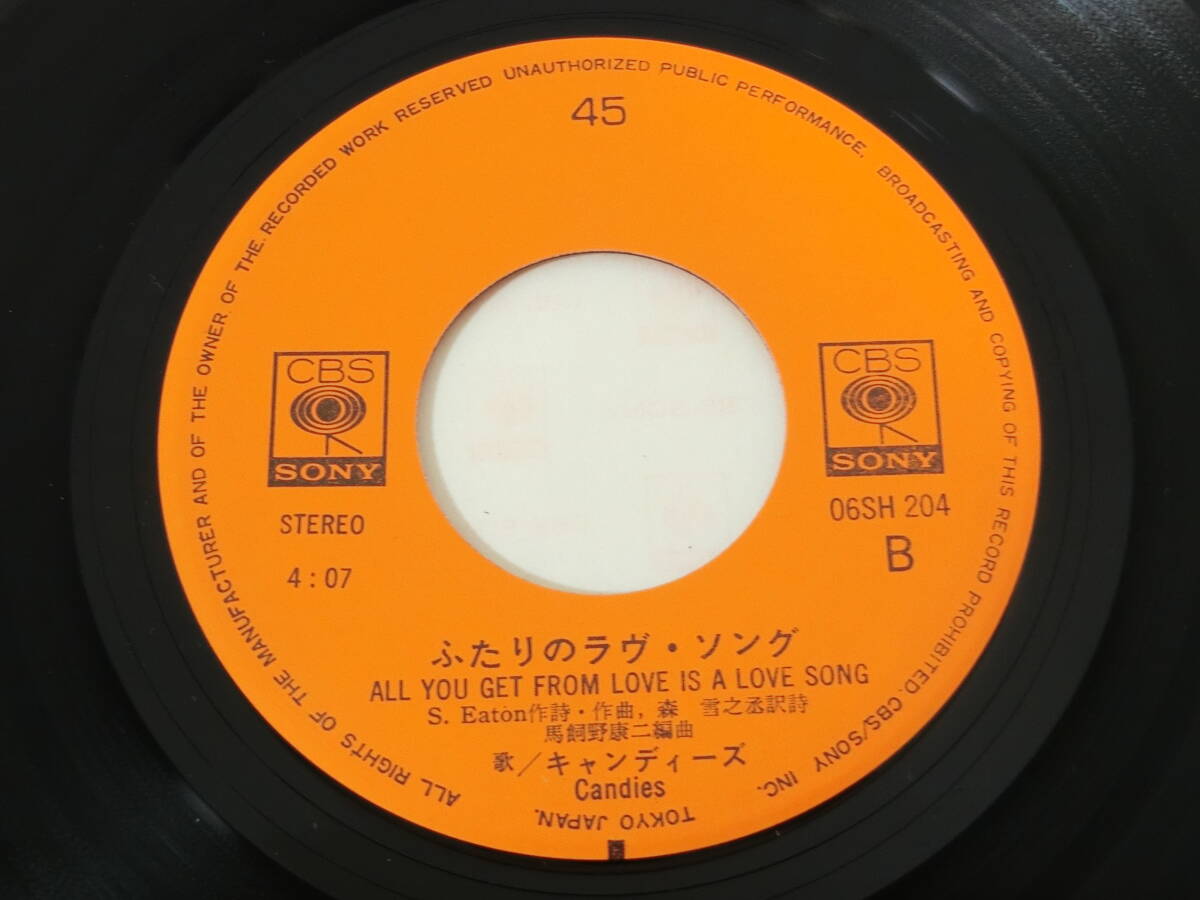 ALL RIGHTS OF THE MANUFACTURER AND OF THE OWNER OF THE RECORDED WORK RESERVED UNAUTHORIZED PUBLIC PERFORMANCE, BROADCASTING AND COPYING OF THIS RECORD PROHIBITED. CBS/SONY INC. TOKYO JAPAN.
45
CBS
SONY
CBS
SONY
STEREO
06SH 204
4:07
B
ふたりのラヴ・ソング
ALL YOU GET FROM LOVE IS A LOVE SONG
S. Eaton作詩・作曲, 森 雪之丞訳詩
馬飼野康二編曲
歌/キャンディーズ
Candies